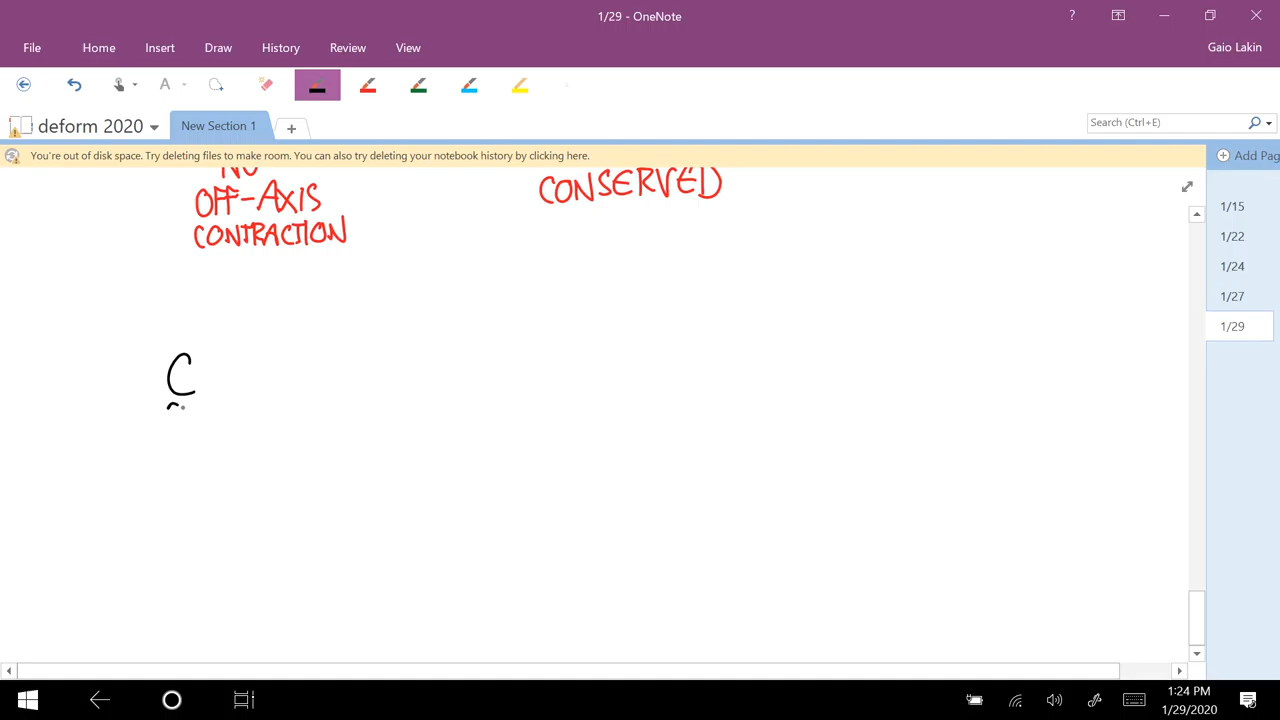 1/29 - OneNote
?
File Home Insert Draw History Review View
Gaio Lakin
A
deform 2020
New Section 1
+
Search (Ctrl+E)
You're out of disk space. Try deleting files to make room. You can also try deleting your notebook history by clicking here.
Add Pag
NO
OFF-AXIS
CONTRACTION
CONSERVED
C
1/15
1/22
1/24
1/27
1/29
1:24 PM
1/29/2020